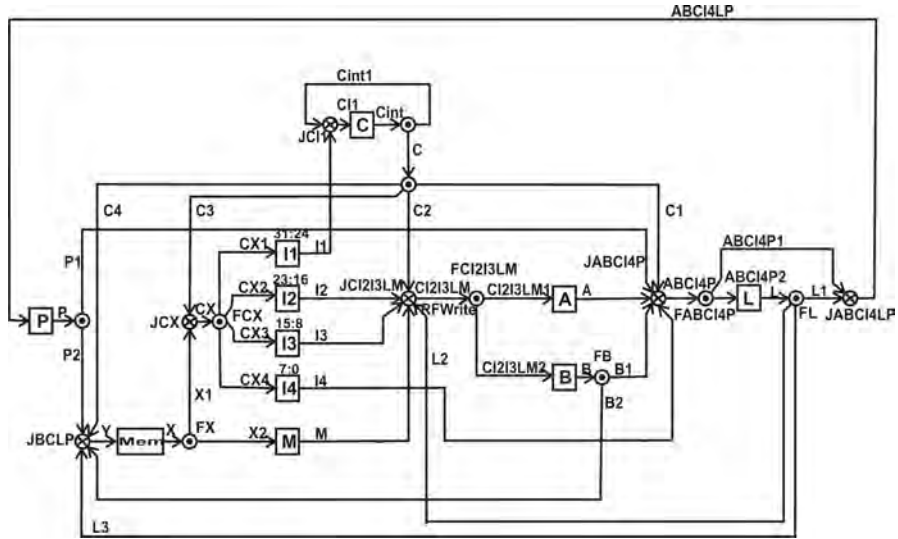 ABCI4LP
Cint1
CI1
Cint
C
JCI1
C
C4
C3
C2
C1
31:24
CX1
I1
I1
P1
ABCI4P1
FCI2I3LM
JABCI4P
23:16
CX2
I2
I2
JCI2I3LM
CI2I3LM
CI2I3LM1
A
A
ABCI4P
ABCI4P2
L
L
L1
P
P
CX
JCX
FCX
RFWrite
FABCI4P
FL
JABCI4LP
15:8
CX3
I3
I3
P2
L2
FB
7:0
CI2I3LM2
B
B
B1
CX4
I4
I4
B2
X1
JBCLP
Y
Mem
X
FX
X2
M
M
L3